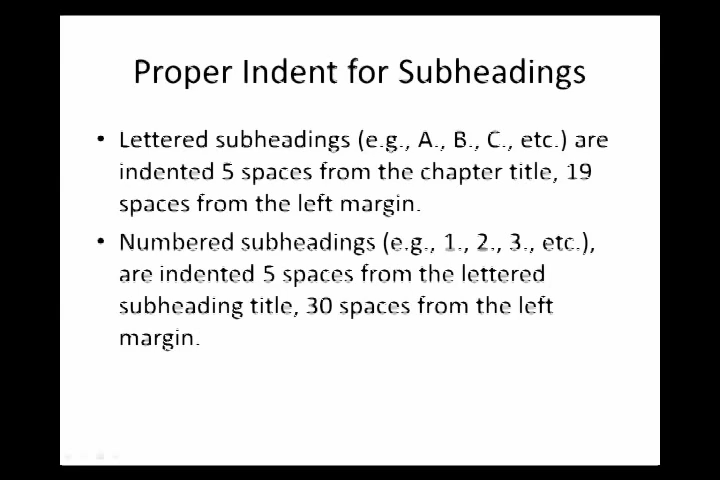 Proper Indent for Subheadings
• Lettered subheadings (e.g., A., B., C., etc.) are
indented 5 spaces from the chapter title, 19
spaces from the left margin.
• Numbered subheadings (e.g., 1., 2., 3., etc.),
are indented 5 spaces from the lettered
subheading title, 30 spaces from the left
margin.